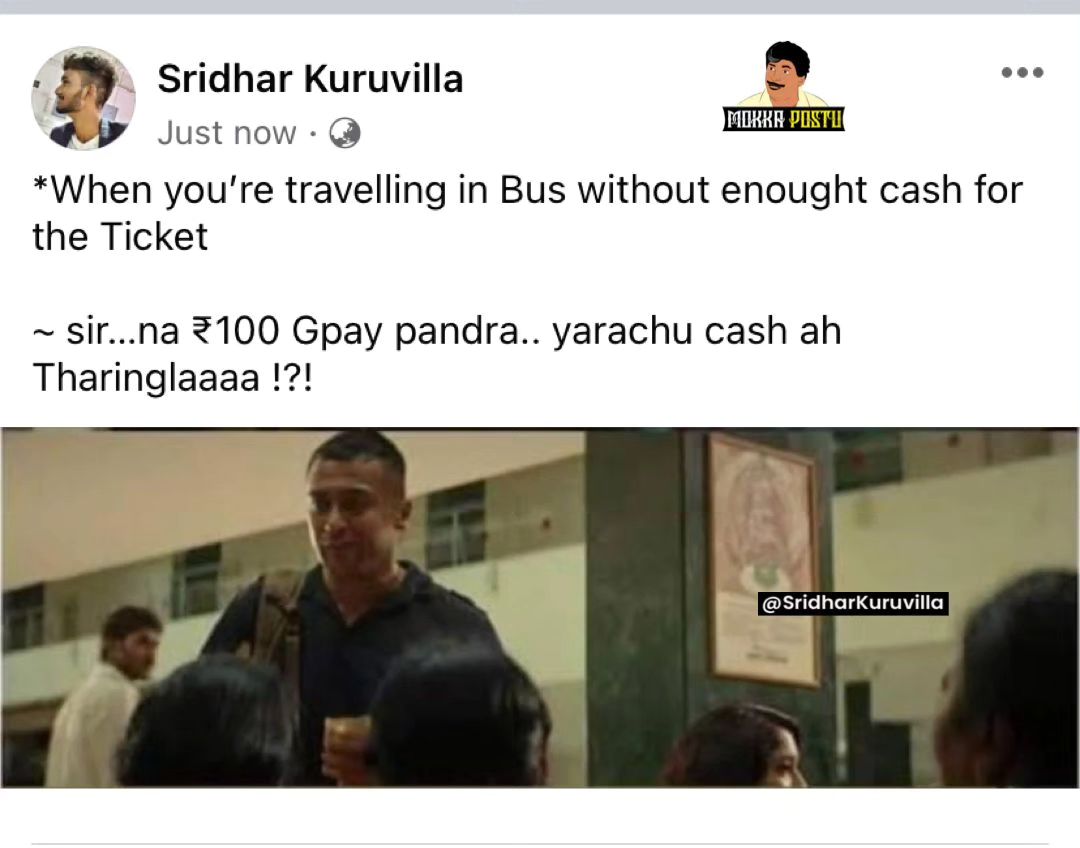 Sridhar Kuruvilla
Just now ·
MOKKA POSTU
*When you're travelling in Bus without enought cash for
the Ticket
~ sir...na ₹100 Gpay pandra.. yarachu cash ah
Tharinglaaaa !?!
@SridharKuruvilla